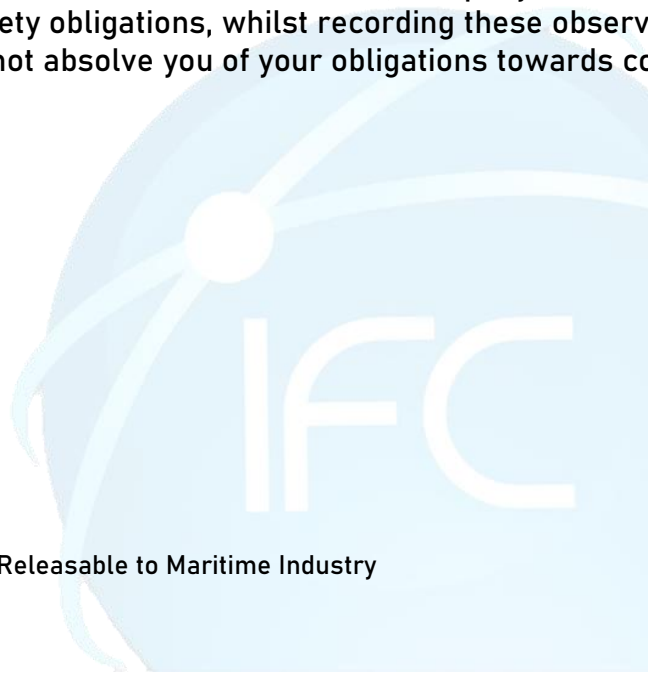 ety obligations, whilst recording these observ
not absolve you of your obligations towards co
IFC
Releasable to Maritime Industry